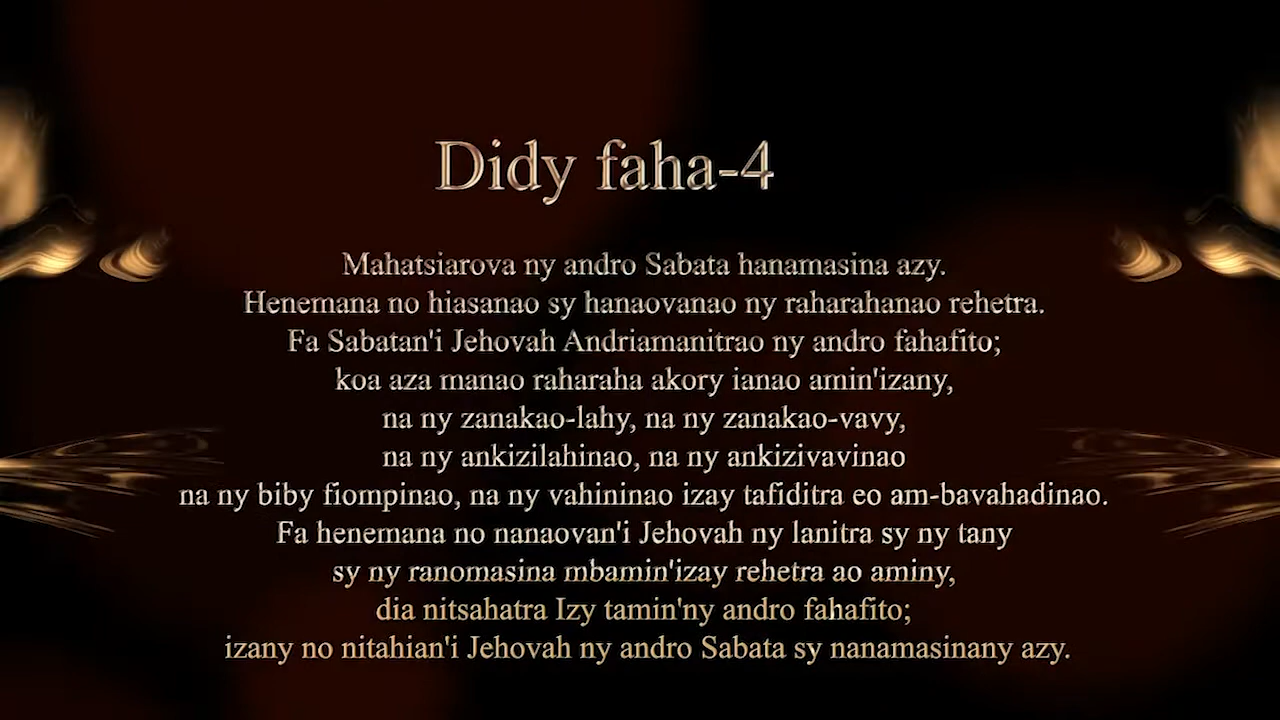 Didy faha-4
Mahatsiarova ny andro Sabata hanamasina azy.
Henemana no hiasanao sy hanaovanao ny raharahanao rehetra.
Fa Sabatan'i Jehovah Andriamanitrao ny andro fahafito;
koa aza manao raharaha akory ianao amin'izany,
na ny zanakao-lahy, na ny zanakao-vavy,
na ny ankizilahinao, na ny ankizivavinao
na ny biby fiompinao, na ny vahininao izay tafiditra eo am-bavahadinao.
Fa henemana no nanaovan'i Jehovah ny lanitra sy ny tany
sy ny ranomasina mbamin'izay rehetra ao aminy,
dia nitsahatra Izy tamin'ny andro fahafito;
izany no nitahian'i Jehovah ny andro Sabata sy nanamasinany azy.